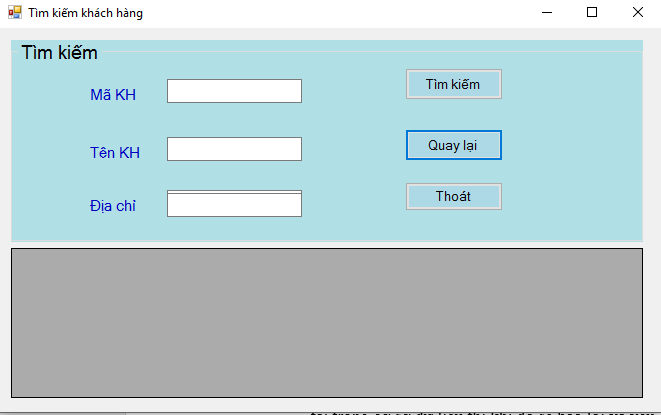 Tìm kiếm khách hàng
Tìm kiếm
Mã KH
Tìm kiếm
Tên KH
Quay lại
Địa chỉ
Thoát